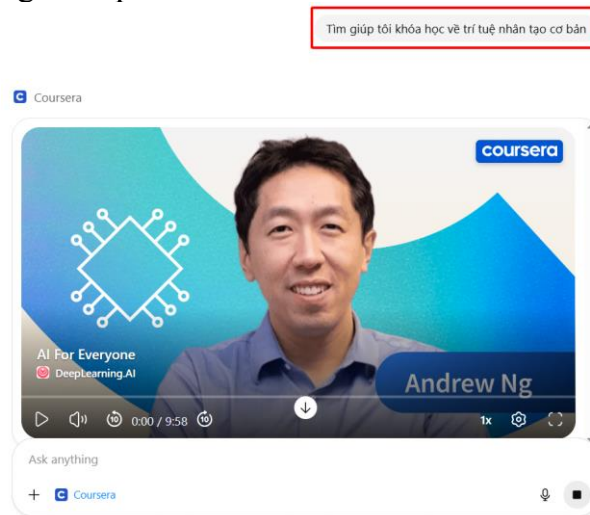 Tìm giúp tôi khóa học về trí tuệ nhân tạo cơ bản
Coursera
coursera
AI For Everyone
DeepLearning.AI
Andrew Ng
0:00 / 9:58
1x
Ask anything
Coursera